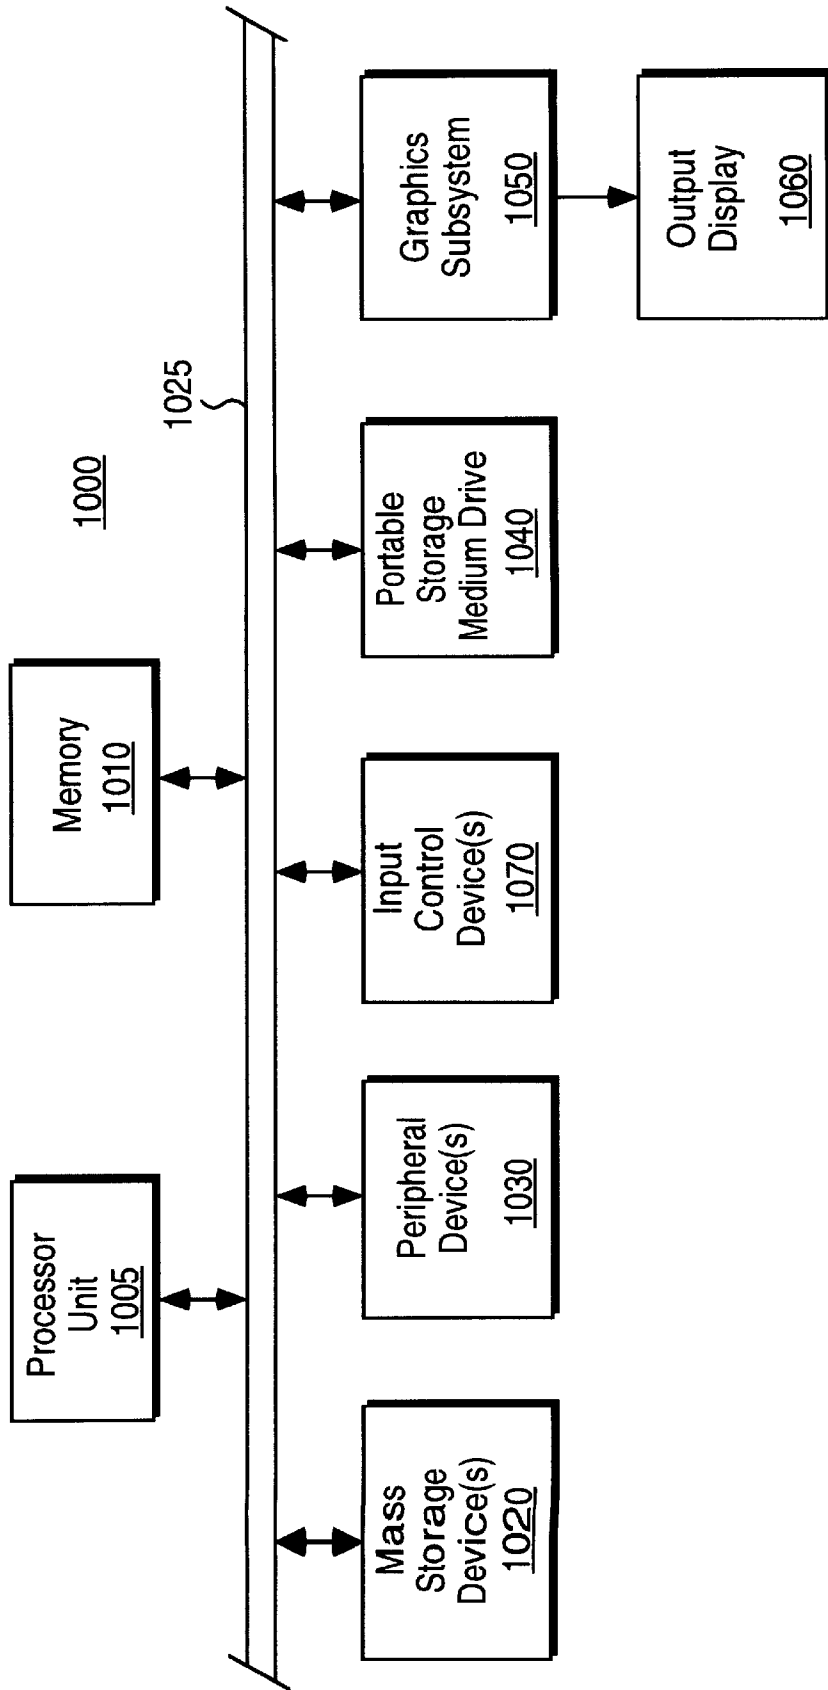 1000
Processor
Unit
1005
Memory
1010
1025
Mass
Storage
Device(s)
1020
Peripheral
Device(s)
1030
Input
Control
Device(s)
1070
Portable
Storage
Medium Drive
1040
Graphics
Subsystem
1050
Output
Display
1060